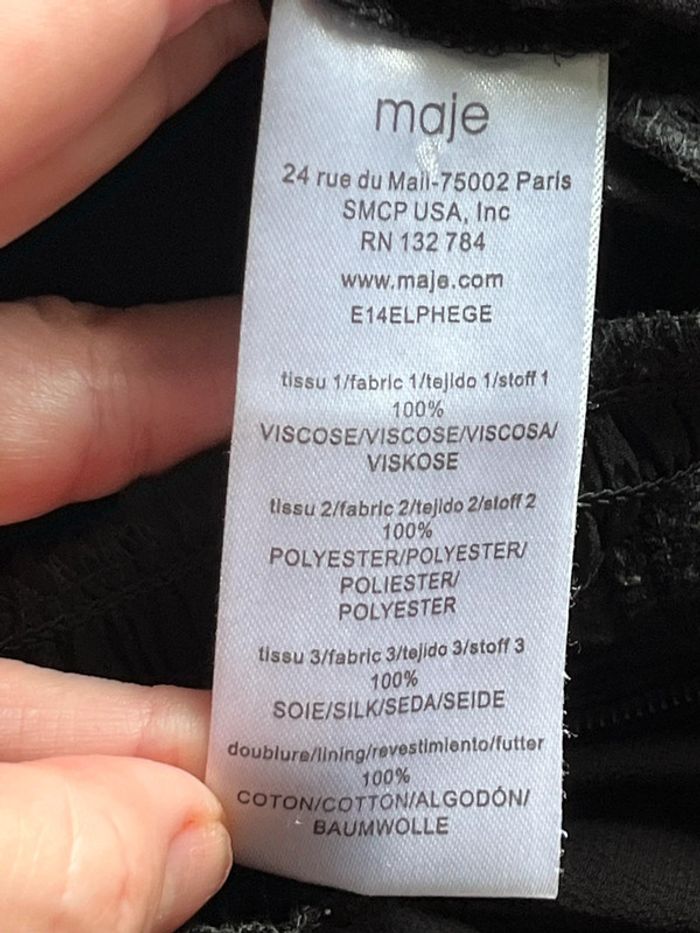 maje
24 rue du Mail-75002 Paris
SMCP USA, Inc
RN 132 784
www.maje.com
E14ELPHEGE
tissu 1/fabric 1/tejido 1/stoff 1
100%
VISCOSE/VISCOSE/VISCOSA/
VISKOSE
tissu 2/fabric 2/tejido 2/stoff 2
100%
POLYESTER/POLYESTER/
POLIESTER/
POLYESTER
tissu 3/fabric 3/tejido 3/stoff 3
100%
SOIE/SILK/SEDA/SEIDE
doublure/lining/revestimiento/futter
100%
COTON/COTTON/ALGODÓN/
BAUMWOLLE